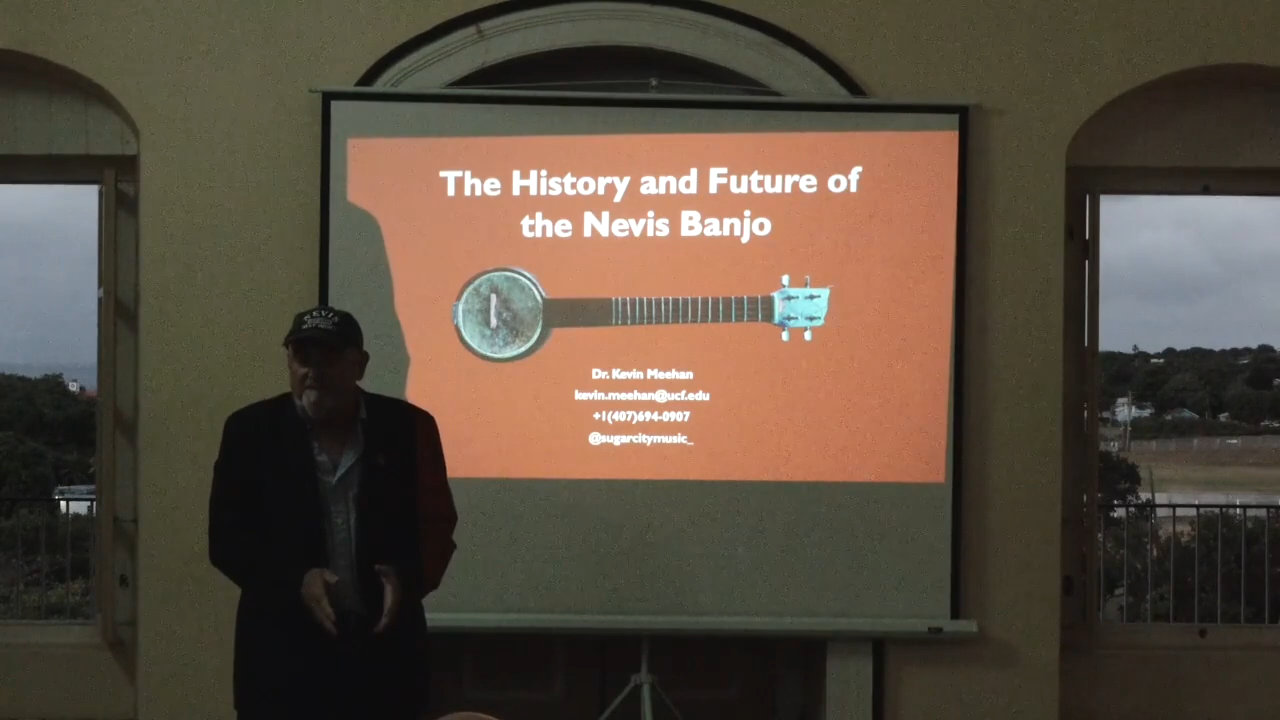 The History and Future of
the Nevis Banjo
Dr. Kevin Meehan
kevin.meehan@ucf.edu
+1(407)694-0907
@sugarcitymusic_
NEVIS